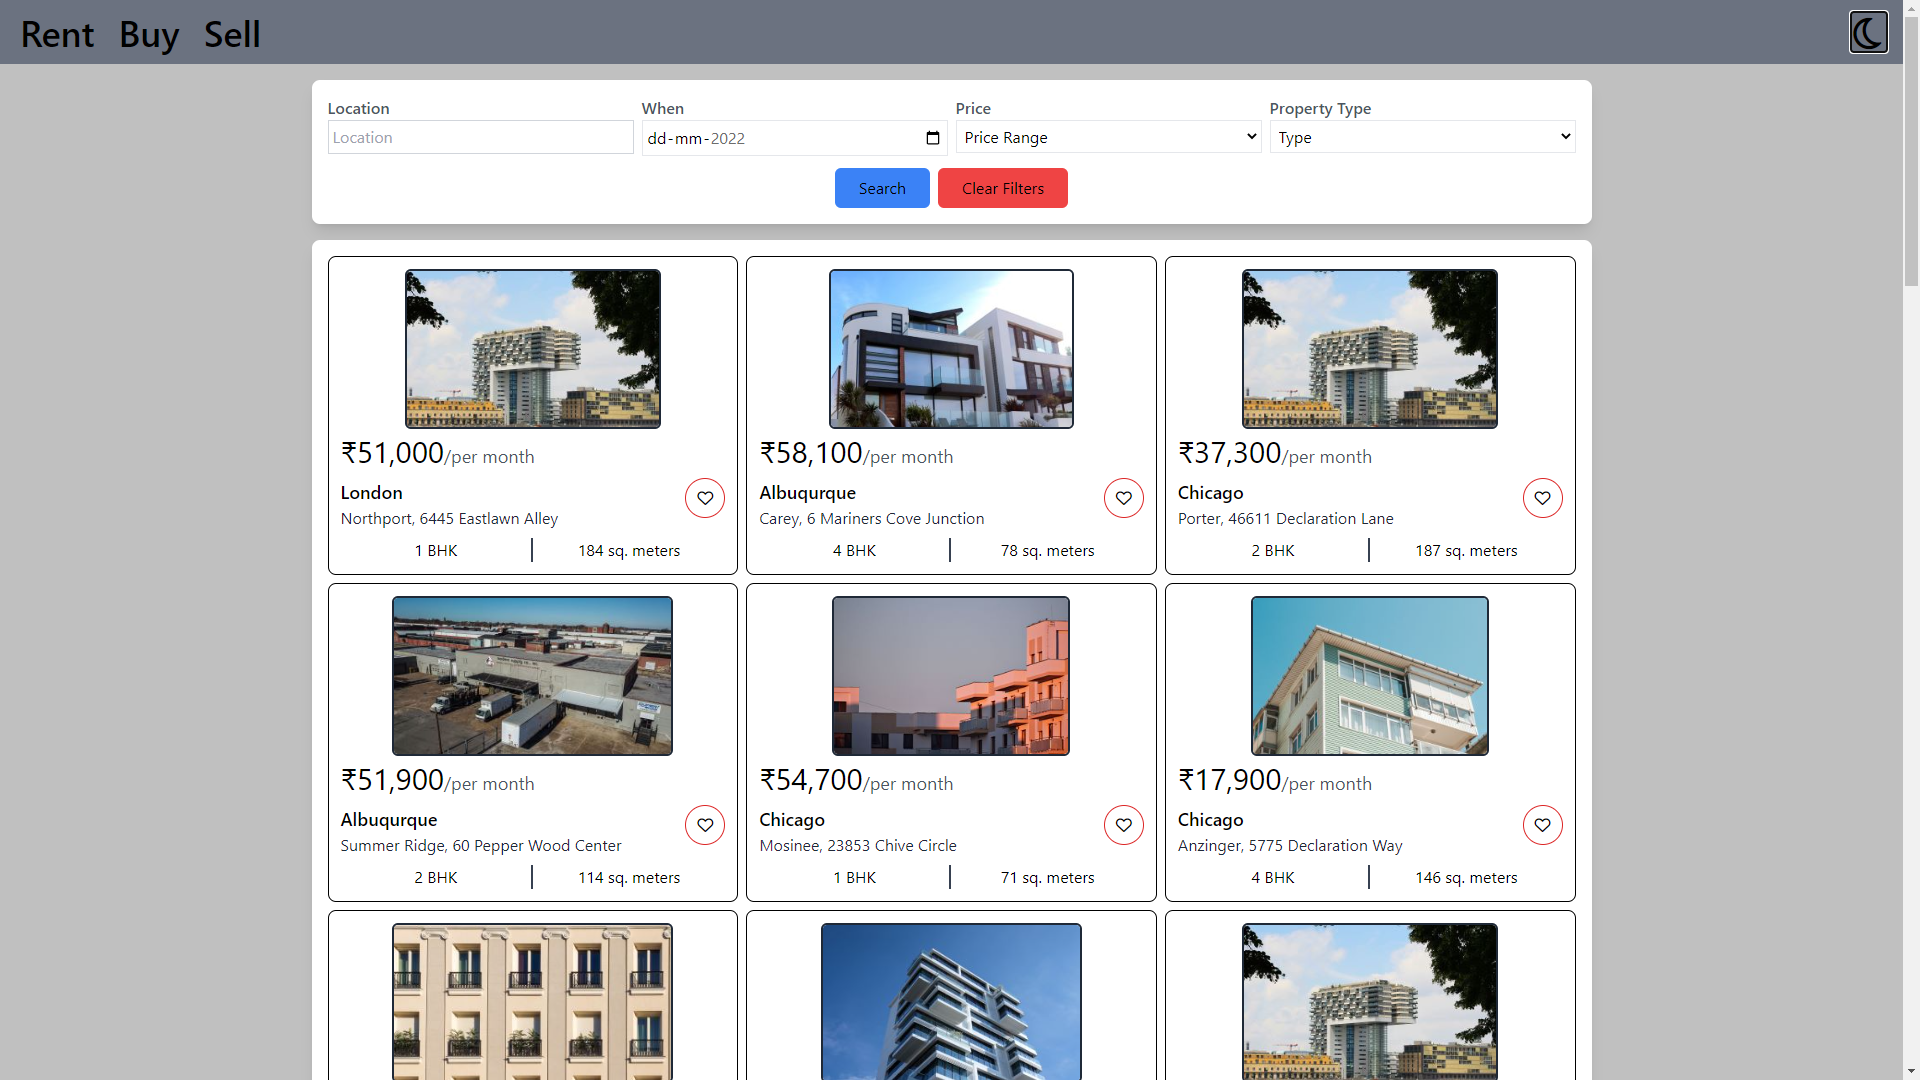 Rent Buy Sell
Location When Price Property Type
Location dd-mm-2022 Price Range Type
Search Clear Filters
₹51,000/per month
London
Northport, 6445 Eastlawn Alley
1 BHK 184 sq. meters
₹58,100/per month
Albuqurque
Carey, 6 Mariners Cove Junction
4 BHK 78 sq. meters
₹37,300/per month
Chicago
Porter, 46611 Declaration Lane
2 BHK 187 sq. meters
₹51,900/per month
Albuqurque
Summer Ridge, 60 Pepper Wood Center
2 BHK 114 sq. meters
₹54,700/per month
Chicago
Mosinee, 23853 Chive Circle
1 BHK 71 sq. meters
₹17,900/per month
Chicago
Anzinger, 5775 Declaration Way
4 BHK 146 sq. meters